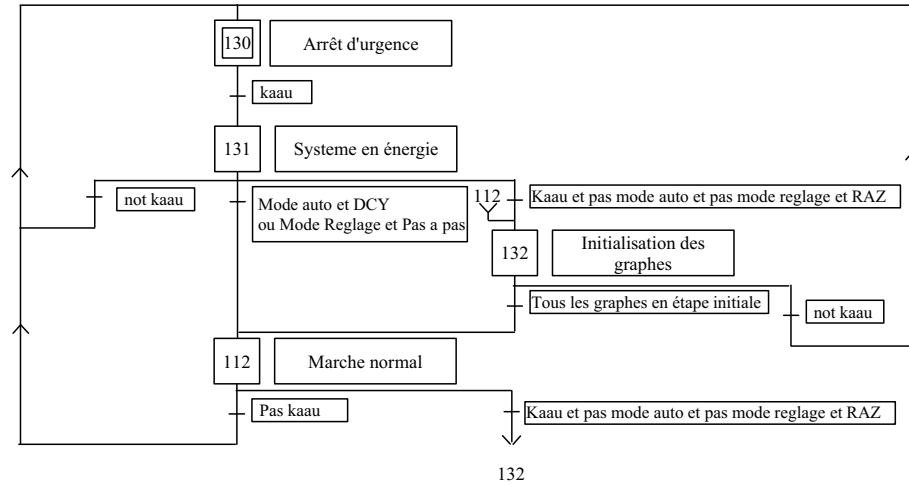 130
Arrêt d'urgence
kaau
131
Systeme en énergie
not kaau
Mode auto et DCY
ou Mode Reglage et Pas a pas
112
Kaau et pas mode auto et pas mode reglage et RAZ
132
Initialisation des
graphes
Tous les graphes en étape initiale
not kaau
112
Marche normal
Pas kaau
Kaau et pas mode auto et pas mode reglage et RAZ
132